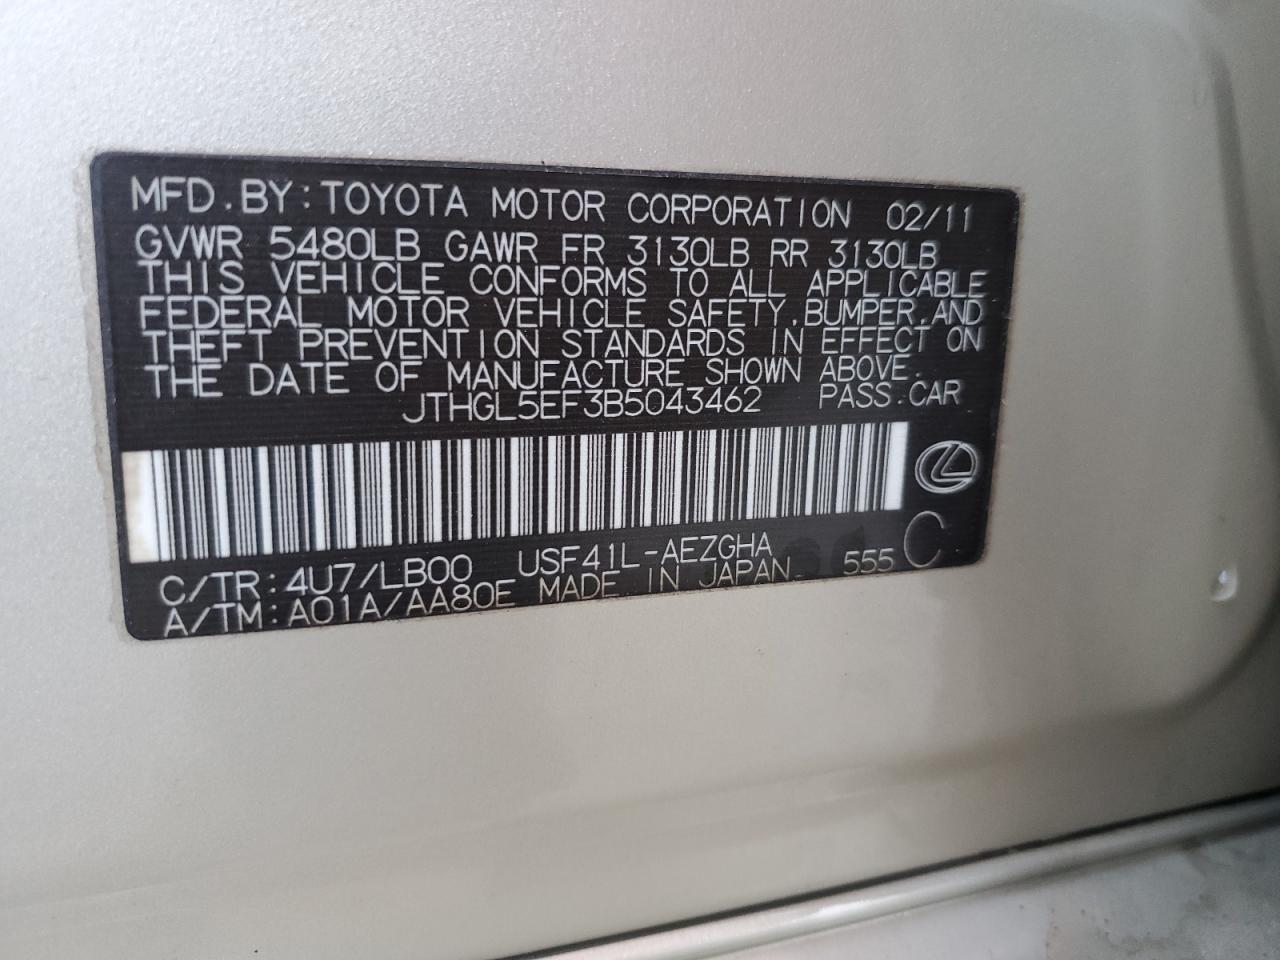 MFD.BY:TOYOTA MOTOR CORPORATION 02/11
GVWR 5480LB GAWR FR 3130LB RR 3130LB
THIS VEHICLE CONFORMS TO ALL APPLICABLE
FEDERAL MOTOR VEHICLE SAFETY,BUMPER,AND
THEFT PREVENTION STANDARDS IN EFFECT ON
THE DATE OF MANUFACTURE SHOWN ABOVE.
JTHGL5EF3B5043462 PASS.CAR
C/TR:4U7/LB00 USF41L-AEZGHA
A/TM:A01A/AA80E MADE IN JAPAN 555 C